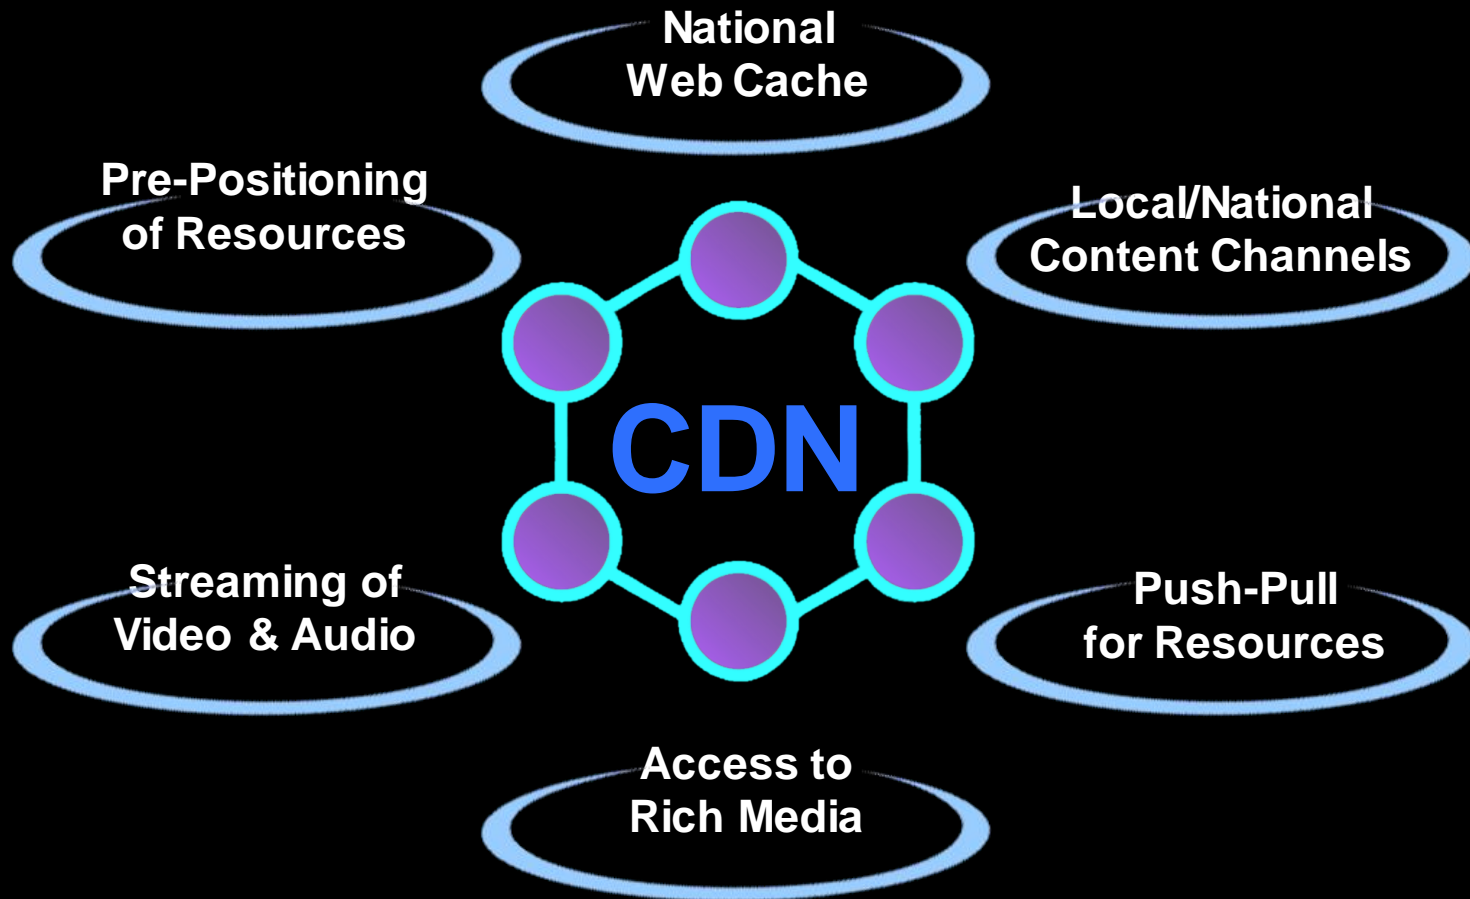 National
Web Cache
Pre-Positioning
of Resources
Local/National
Content Channels
CDN
Streaming of
Video & Audio
Push-Pull
for Resources
Access to
Rich Media